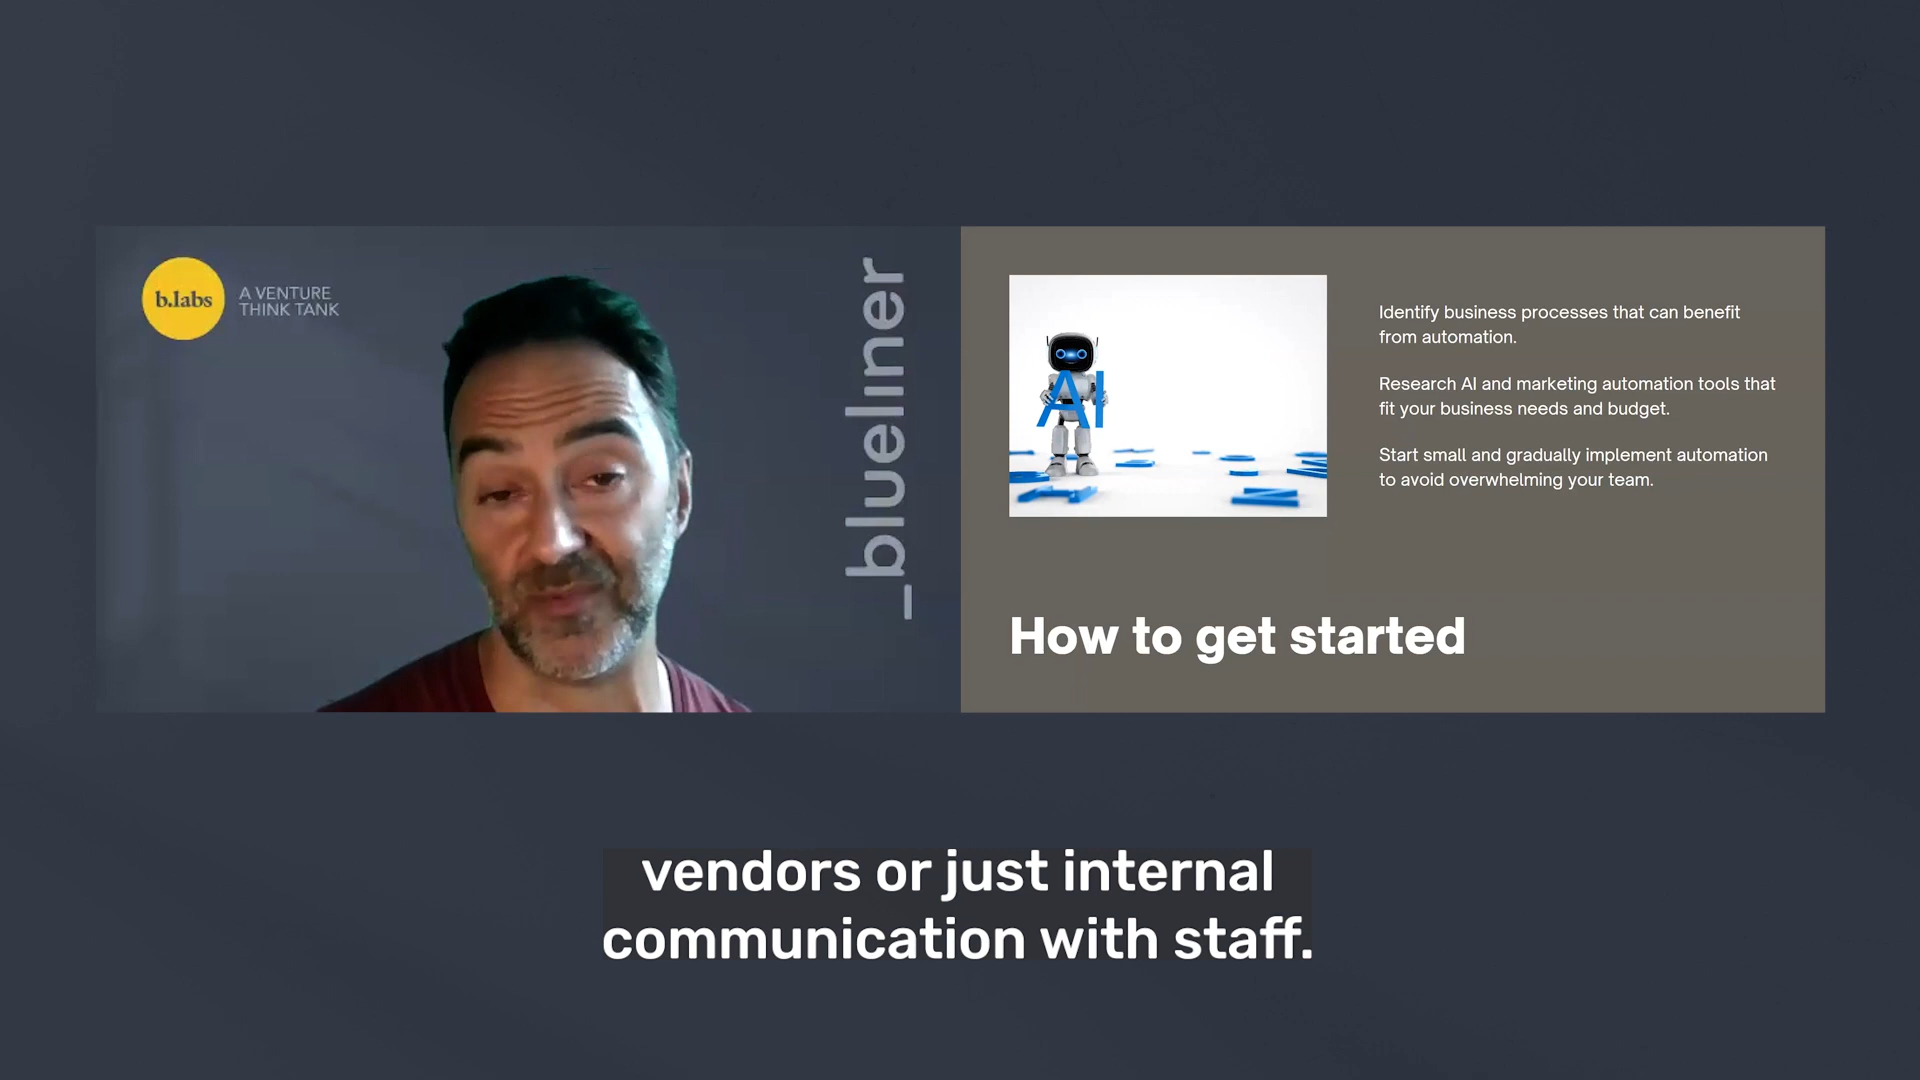 b.labs
A VENTURE
THINK TANK
_blueliner
AI
Identify business processes that can benefit
from automation.
Research AI and marketing automation tools that
fit your business needs and budget.
Start small and gradually implement automation
to avoid overwhelming your team.
How to get started
vendors or just internal
communication with staff.